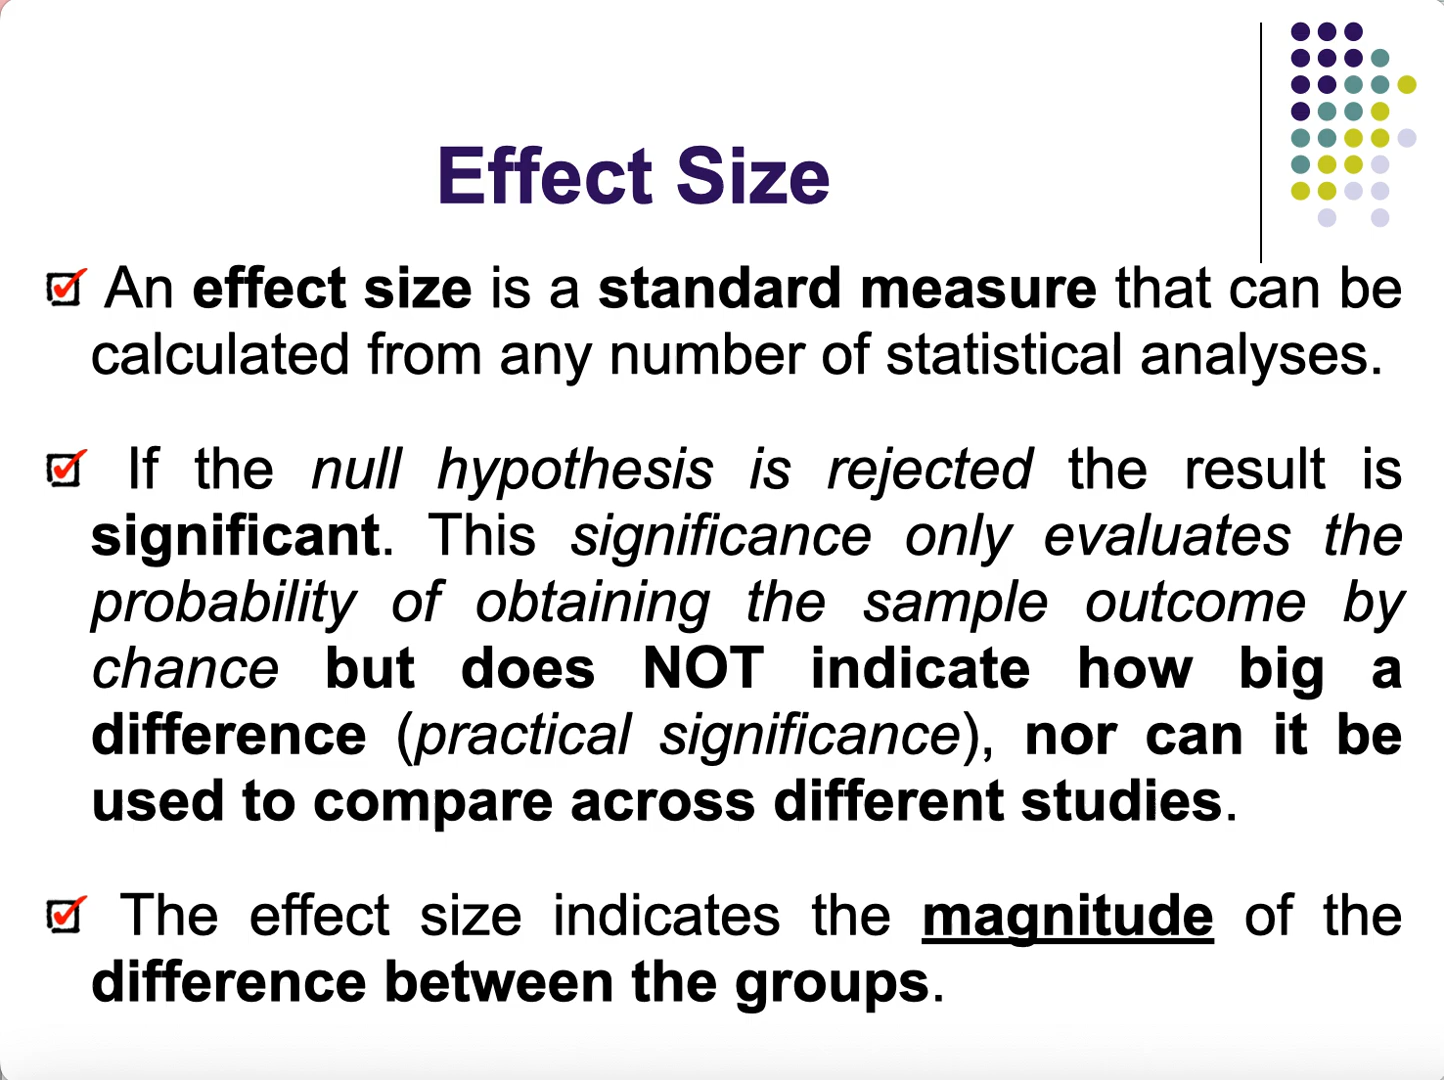 Effect Size
An effect size is a standard measure that can be
calculated from any number of statistical analyses.
If the null hypothesis is rejected the result is
significant. This significance only evaluates the
probability of obtaining the sample outcome by
chance but does NOT indicate how big a
difference (practical significance), nor can it be
used to compare across different studies.
The effect size indicates the magnitude of the
difference between the groups.